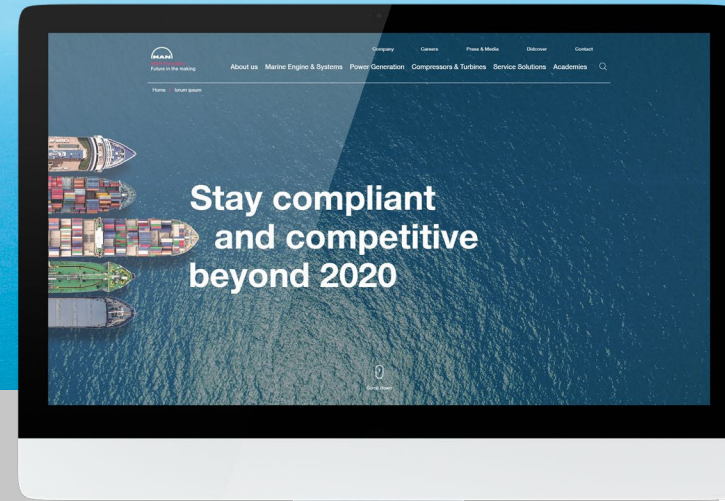 Company Careers Press & Media Didcover Contact
MAN
Future in the making
About us Marine Engine & Systems Power Generation Compressors & Turbines Service Solutions Academies
Home lorum ipsum
Stay compliant
and competitive
beyond 2020
Scroll down